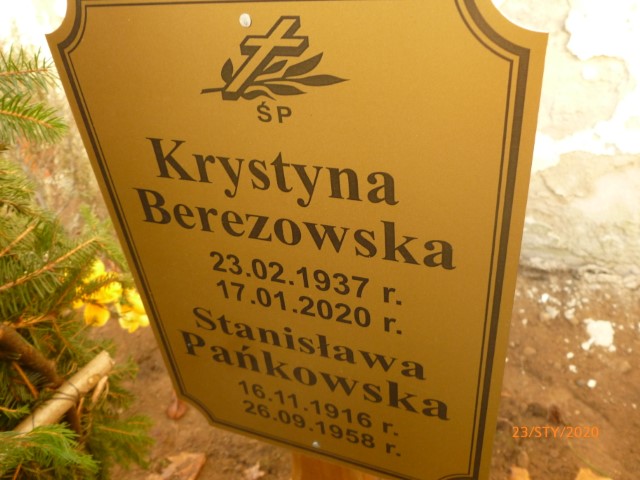 ŚP
Krystyna
Berezowska
23.02.1937 r.
17.01.2020 r.
Stanisława
Pańkowska
16.11.1916 r.
26.09.1958 r.
23/STY/2020